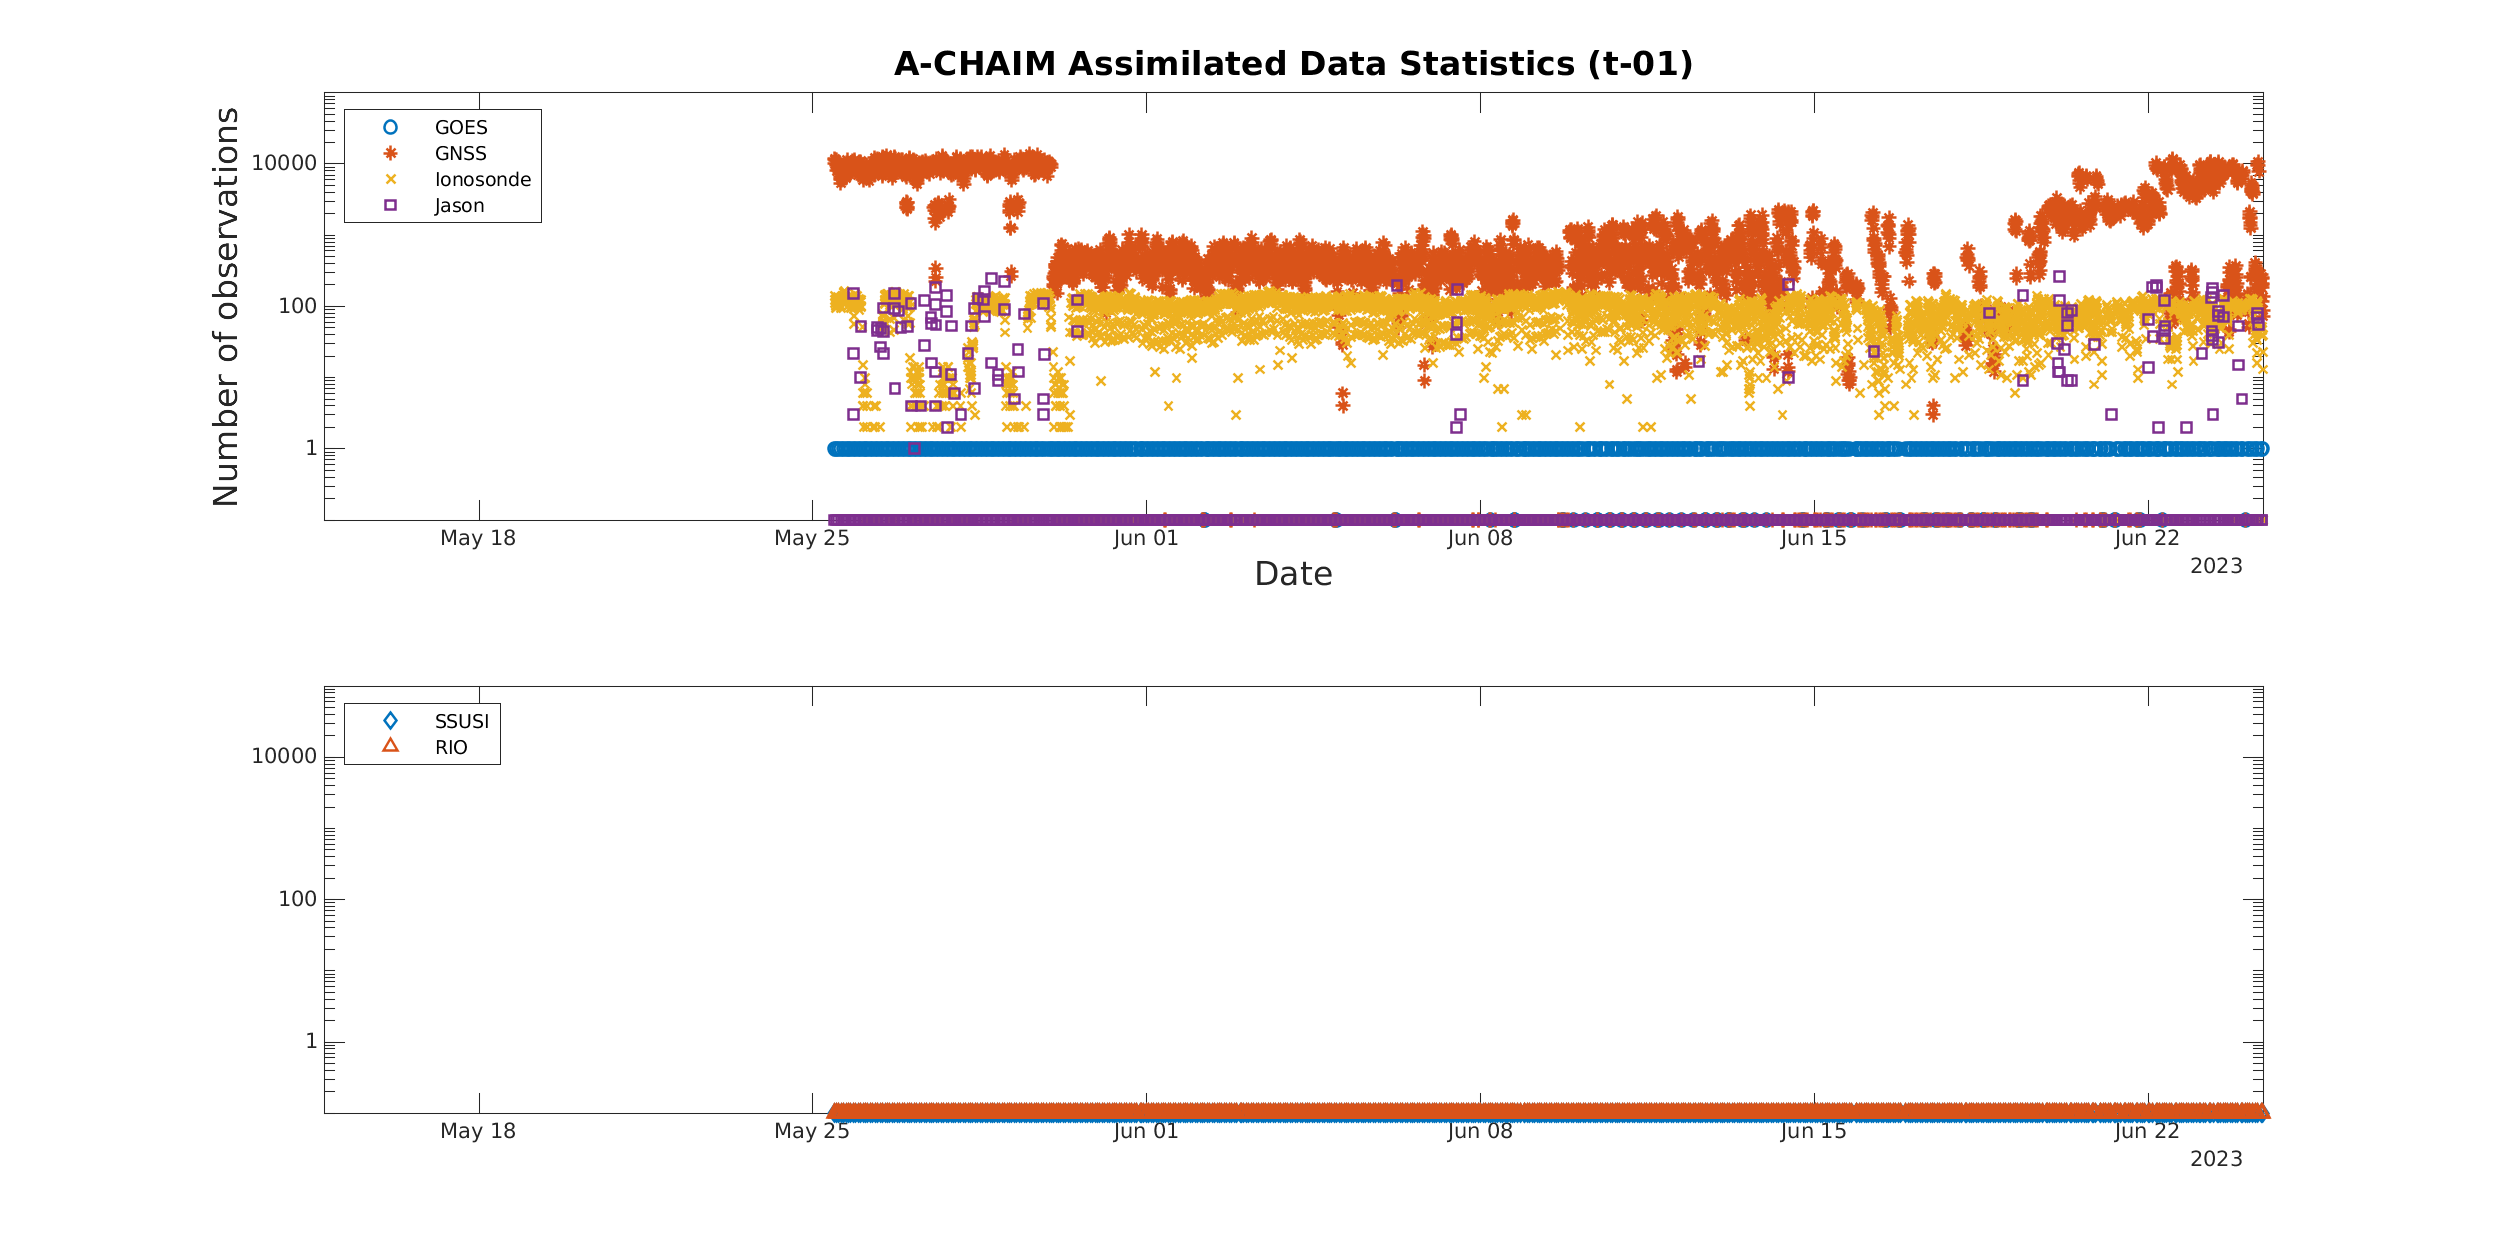 A-CHAIM Assimilated Data Statistics (t-01)
Number of observations
10000
100
1
GOES
GNSS
Ionosonde
Jason
May 18
May 25
Jun 01
Jun 08
Jun 15
Jun 22
2023
Date
10000
100
1
SSUSI
RIO
May 18
May 25
Jun 01
Jun 08
Jun 15
Jun 22
2023